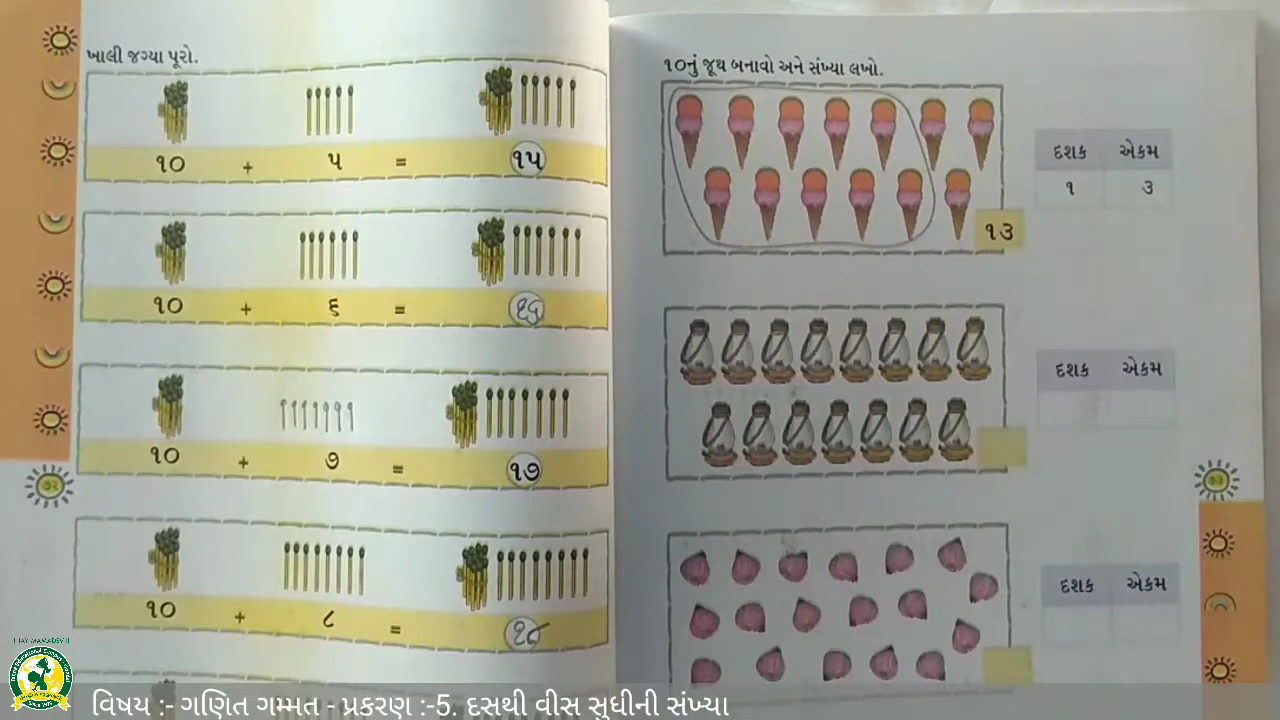 ખાલી જગ્યા પૂરો.
૧૦ + ૫ = ૧૫
૧૦ + ૬ = ૧૬
૧૦ + ૭ = ૧૭
૧૦ + ૮ = ૧૮
૧૦નું જૂથ બનાવો અને સંખ્યા લખો.
દશક એકમ
૧ ૩
૧૩
દશક એકમ
દશક એકમ
વિષય :- ગણિત ગમ્મત - પ્રકરણ :-5. દસથી વીસ સુધીની સંખ્યા